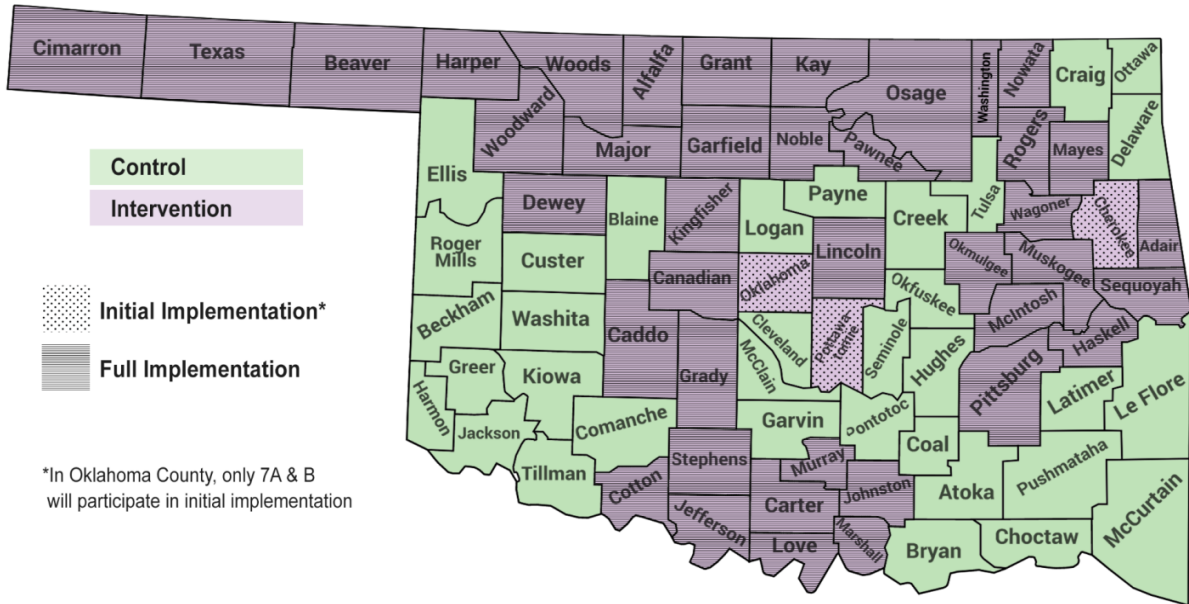 Cimarron
Texas
Beaver
Harper
Woods
Alfalfa
Grant
Kay
Osage
Washington
Nowata
Craig
Ottawa
Woodward
Major
Garfield
Noble
Pawnee
Rogers
Mayes
Delaware
Control
Intervention
Ellis
Dewey
Blaine
Kingfisher
Logan
Payne
Creek
Tulsa
Wagoner
Cherokee
Adair
Roger
Mills
Custer
Canadian
Oklahoma
Lincoln
Okmulgee
Muskogee
Sequoyah
Initial Implementation*
Beckham
Washita
Caddo
Cleveland
Pottawa-
tomie
Seminole
Okfuskee
McIntosh
Haskell
Full Implementation
Greer
Kiowa
Grady
McClain
Hughes
Pittsburg
Latimer
Le Flore
Harmon
Jackson
Comanche
Garvin
Pontotoc
Coal
Pushmataha
*In Oklahoma County, only 7A & B
will participate in initial implementation
Tillman
Cotton
Stephens
Murray
Carter
Johnston
Atoka
McCurtain
Jefferson
Love
Marshall
Bryan
Choctaw